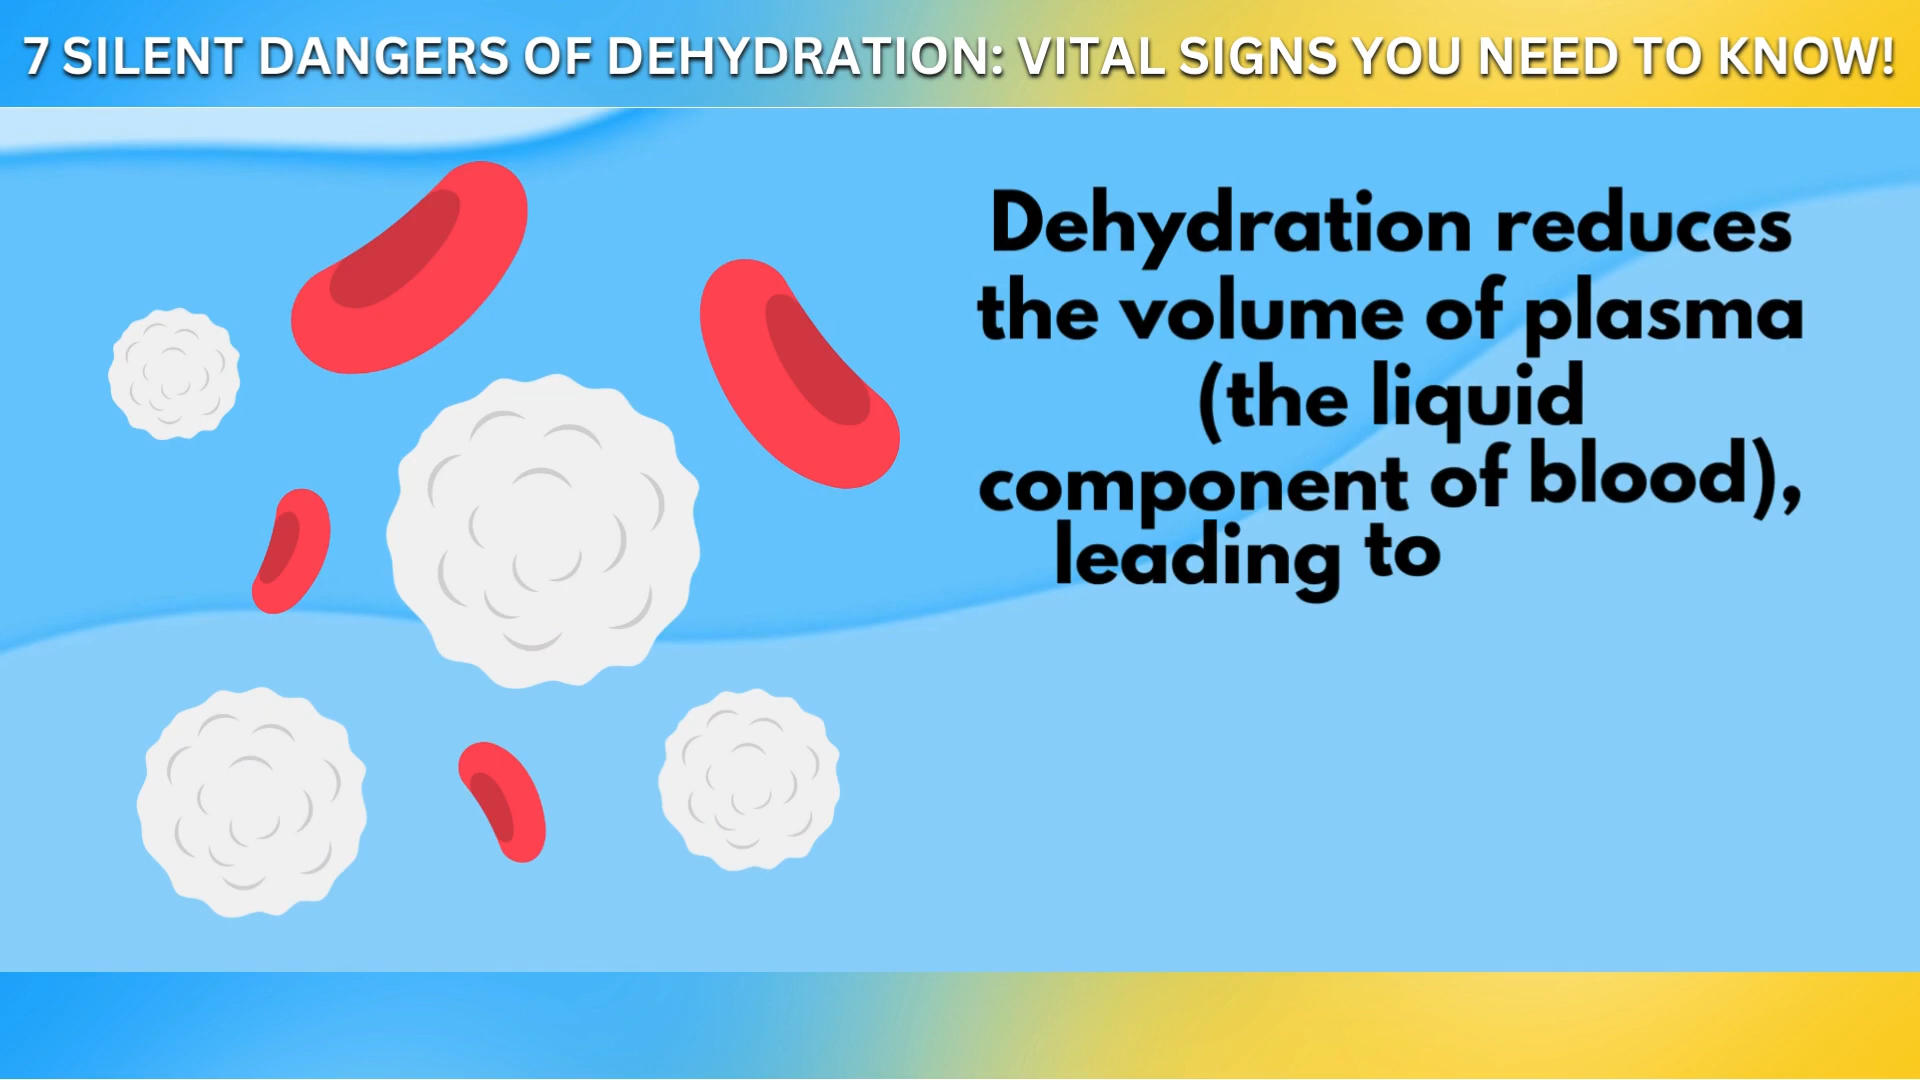 7 SILENT DANGERS OF DEHYDRATION: VITAL SIGNS YOU NEED TO KNOW!
Dehydration reduces
the volume of plasma
(the liquid
component of blood),
leading to